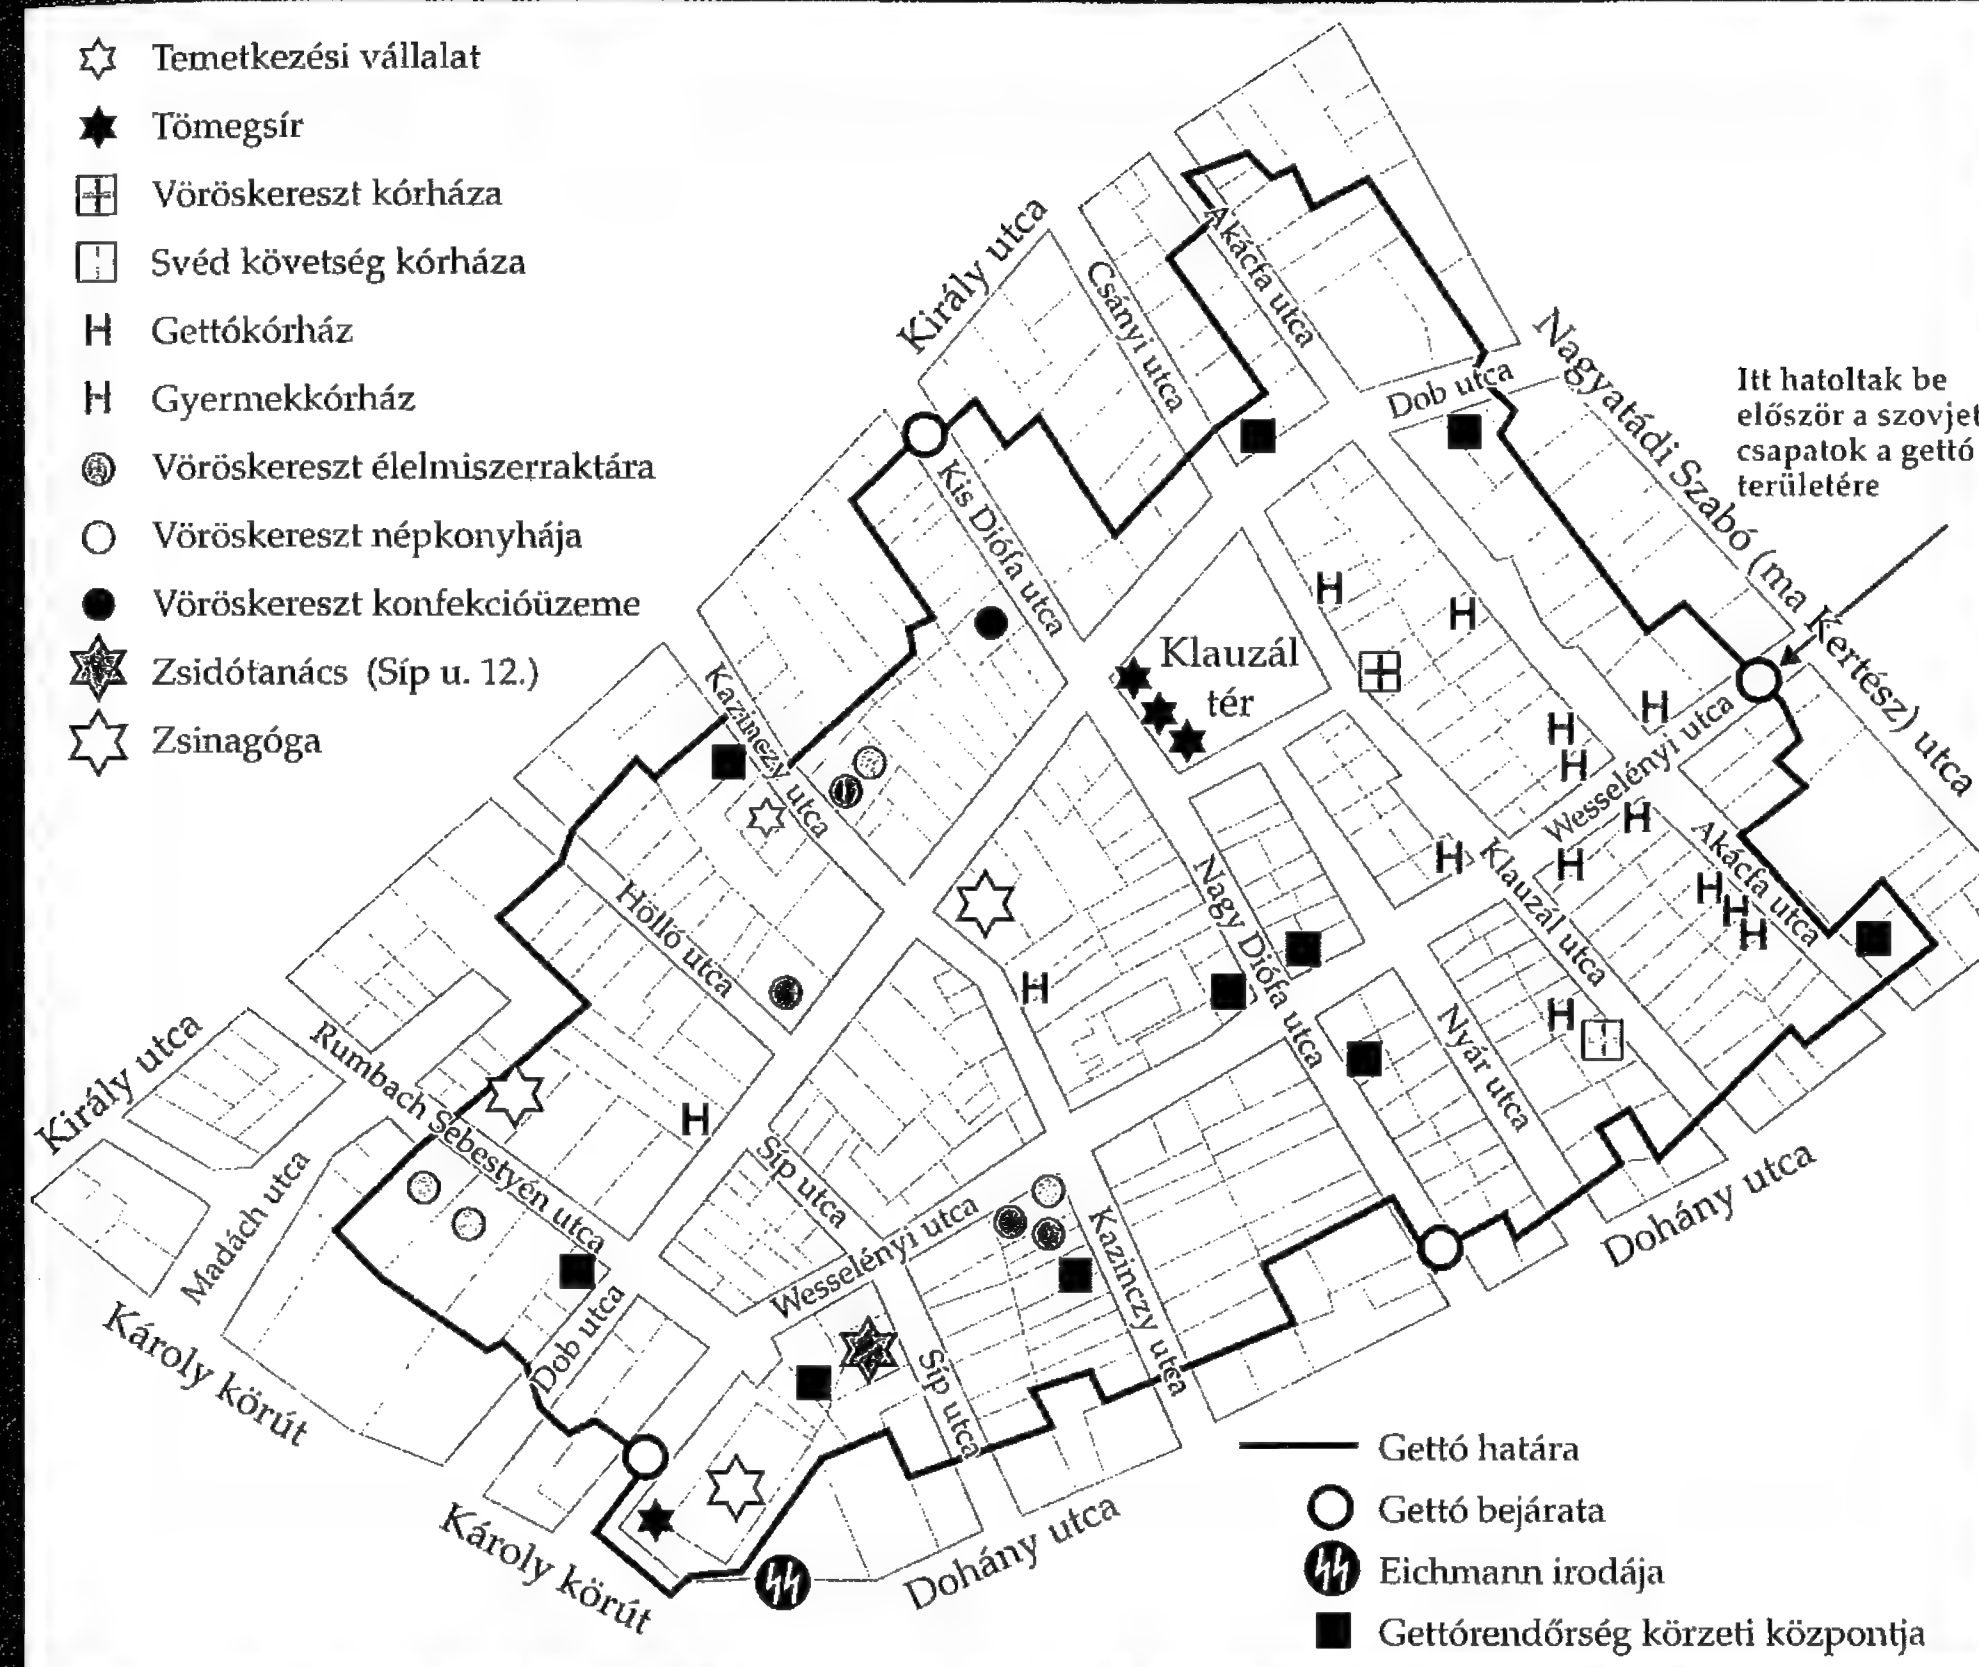 Temetkezési vállalat
Tömegsír
Vöröskereszt kórháza
Svéd követség kórháza
H Gettókórház
H Gyermekkórház
Vöröskereszt élelmiszerraktára
Vöröskereszt népkonyhája
Vöröskereszt konfekcióüzeme
Zsidótanács (Síp u. 12.)
Zsinagóga
Király utca
Csányi utca
Akácfa utca
Dob utca
Nagyatádi Szabó (ma Kertész) utca
Itt hatoltak be
először a szovjet
csapatok a gettó
területére
Kis Diófa utca
Klauzál
tér
H
H
H
H
H
Kazinczy utca
Wesselényi utca
H
H
H
Klauzál utca
Akácfa utca
H
H
H
Holló utca
Nagy Diófa utca
H
H
Nyár utca
Király utca
Rumbach Sebestyén utca
H
Madách utca
Síp utca
Wesselényi utca
Kazinczy utca
Dohány utca
Károly körút
Dob utca
Síp utca
Károly körút
Dohány utca
Gettó határa
Gettó bejárata
Eichmann irodája
Gettórendőrség körzeti központja